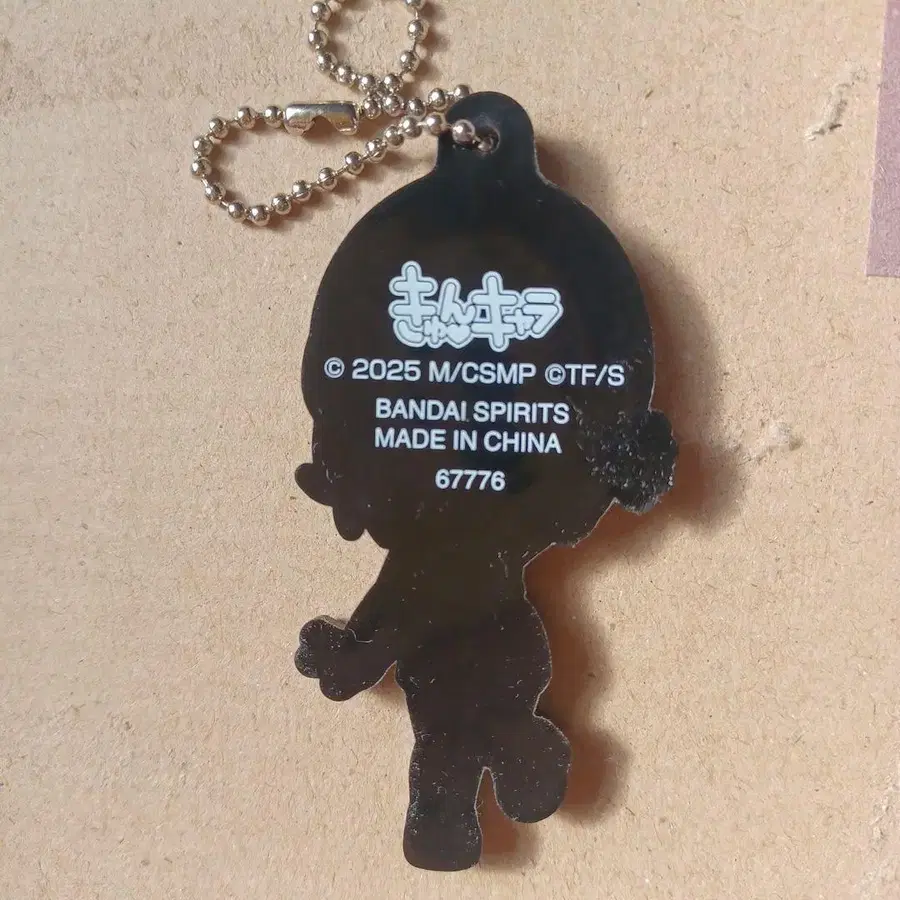 きゅんキャラ
© 2025 M/CSMP ©TF/S
BANDAI SPIRITS
MADE IN CHINA
67776